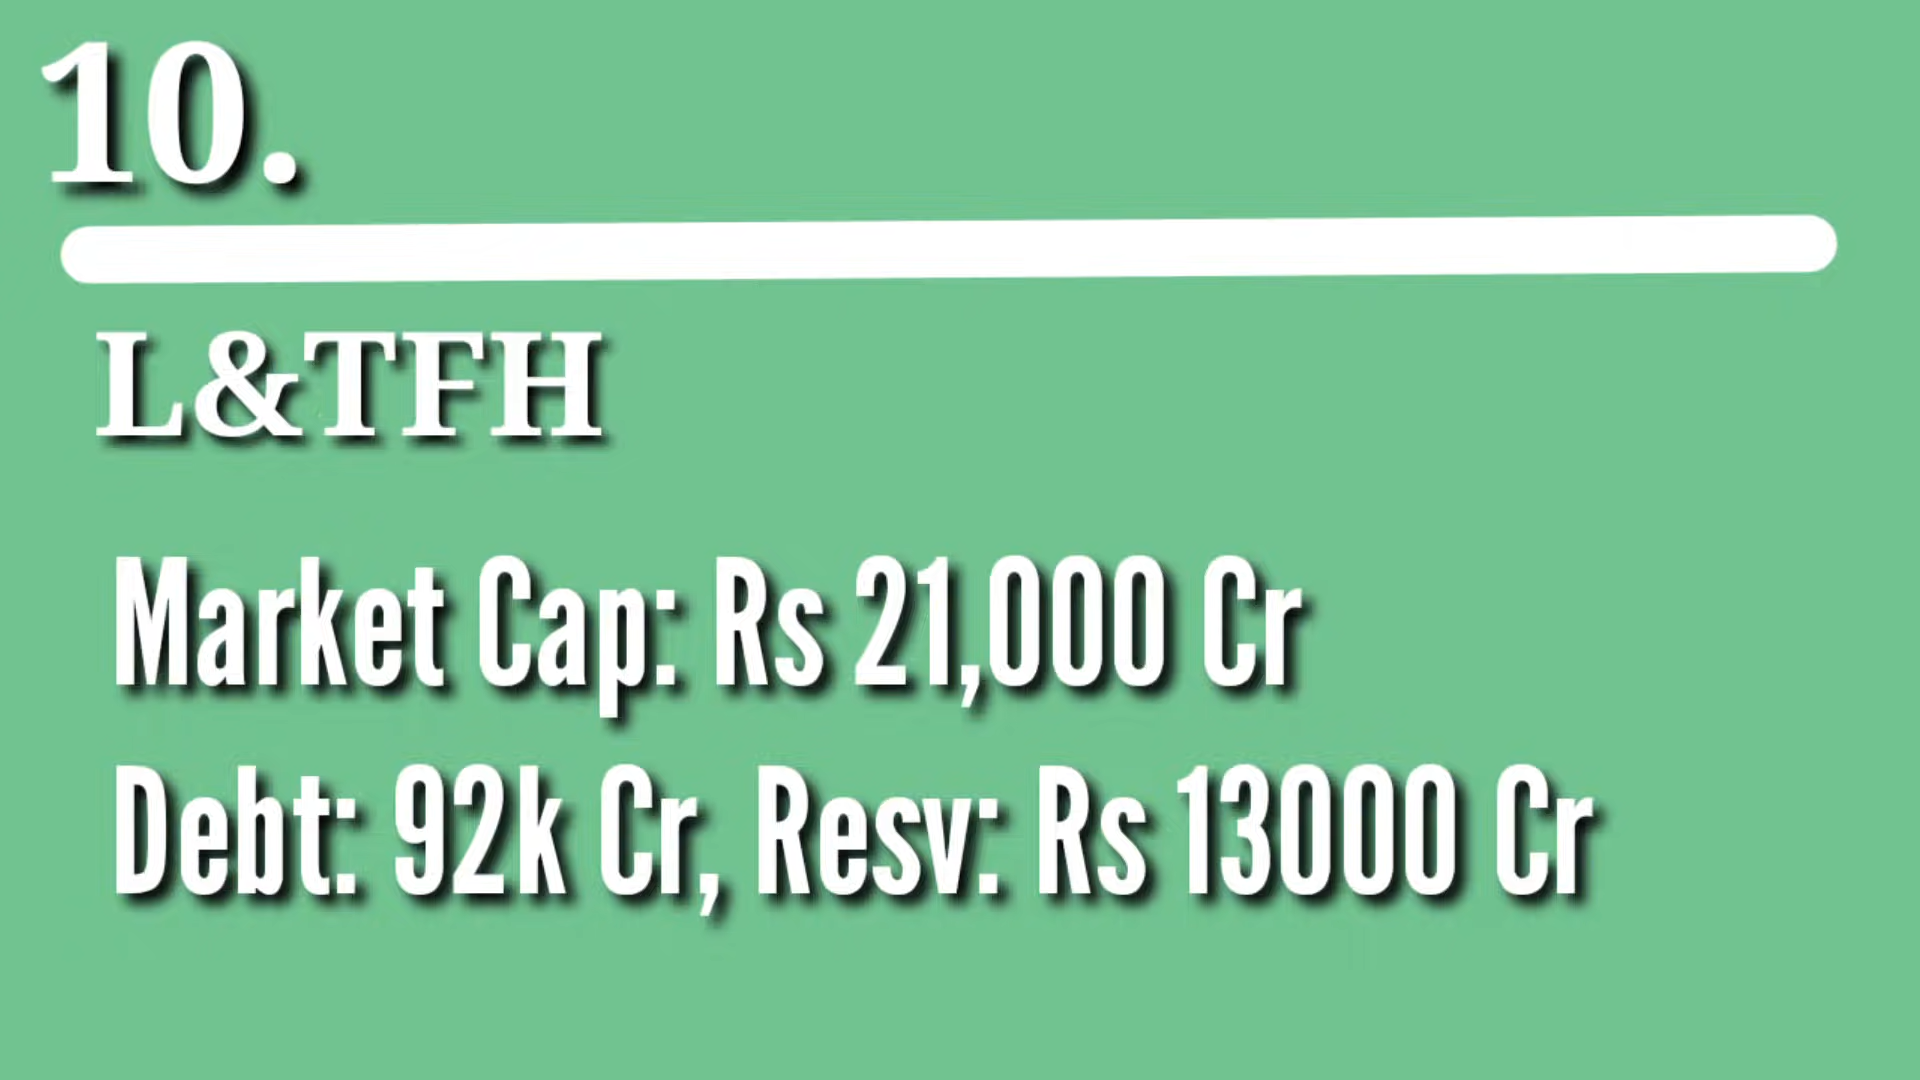 10.
L&TFH
Market Cap: Rs 21,000 Cr
Debt: 92k Cr, Resv: Rs 13000 Cr